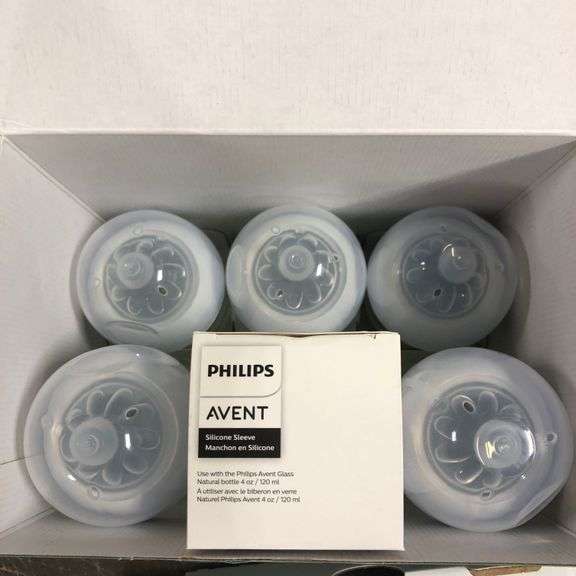 PHILIPS
AVENT
Silicone Sleeve
Manchon en Silicone
Use with the Philips Avent Glass
Natural bottle 4 oz / 120 ml
À utiliser avec le biberon en verre
Naturel Philips Avent 4 oz / 120 ml